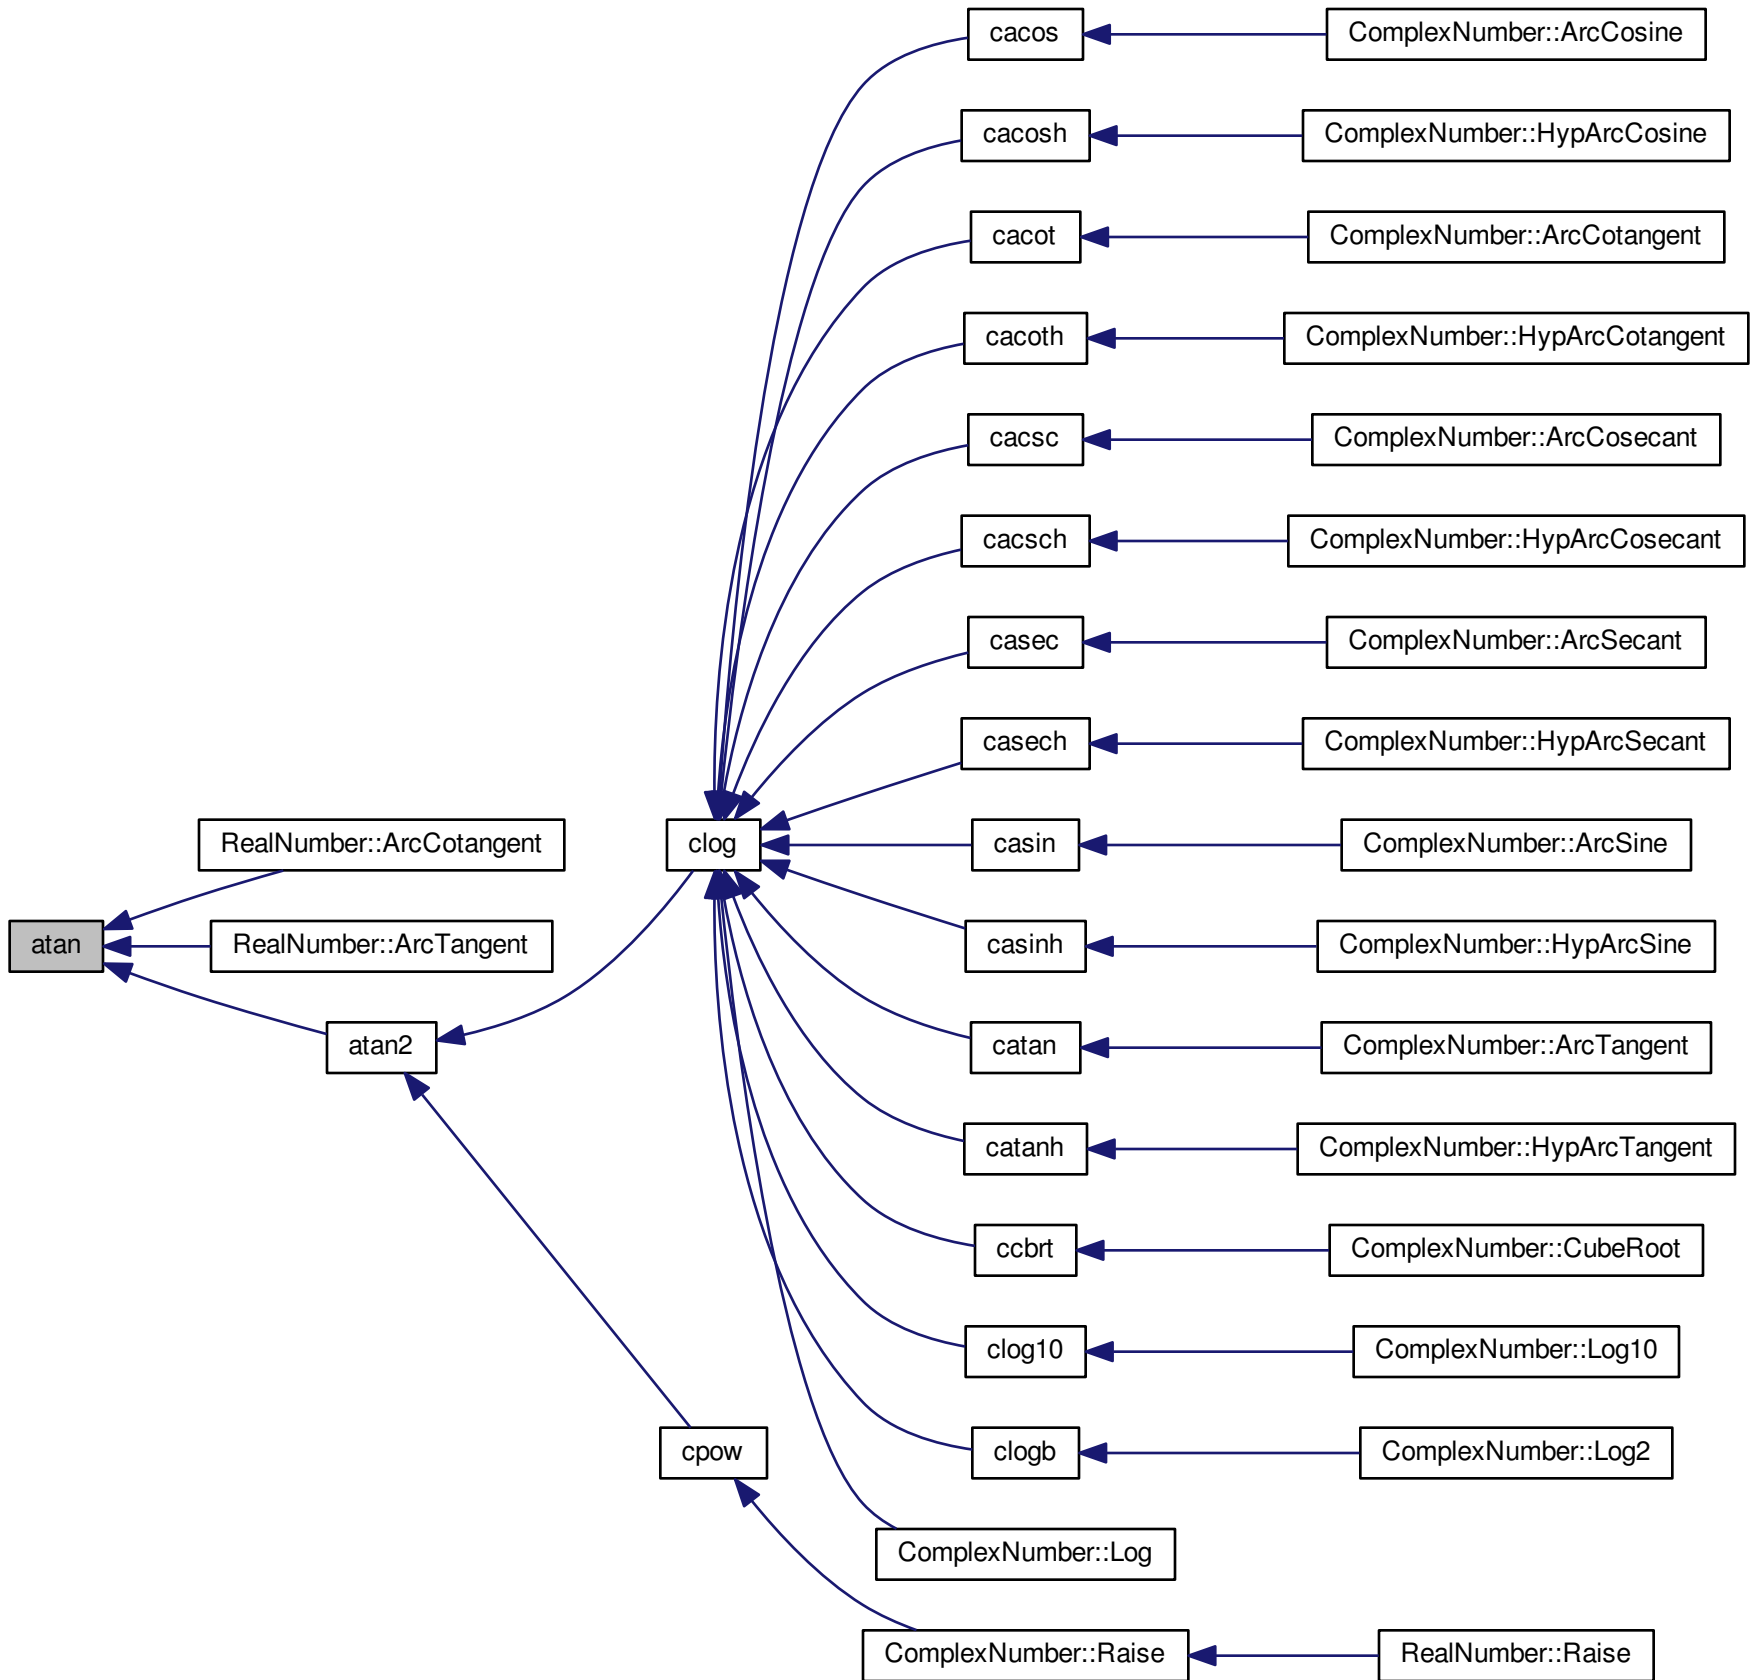 cacos
ComplexNumber::ArcCosine
cacosh
ComplexNumber::HypArcCosine
cacot
ComplexNumber::ArcCotangent
cacoth
ComplexNumber::HypArcCotangent
cacsc
ComplexNumber::ArcCosecant
cacsch
ComplexNumber::HypArcCosecant
casec
ComplexNumber::ArcSecant
casech
ComplexNumber::HypArcSecant
RealNumber::ArcCotangent
clog
casin
ComplexNumber::ArcSine
atan
RealNumber::ArcTangent
casinh
ComplexNumber::HypArcSine
atan2
catan
ComplexNumber::ArcTangent
catanh
ComplexNumber::HypArcTangent
ccbrt
ComplexNumber::CubeRoot
clog10
ComplexNumber::Log10
cpow
clogb
ComplexNumber::Log2
ComplexNumber::Log
ComplexNumber::Raise
RealNumber::Raise